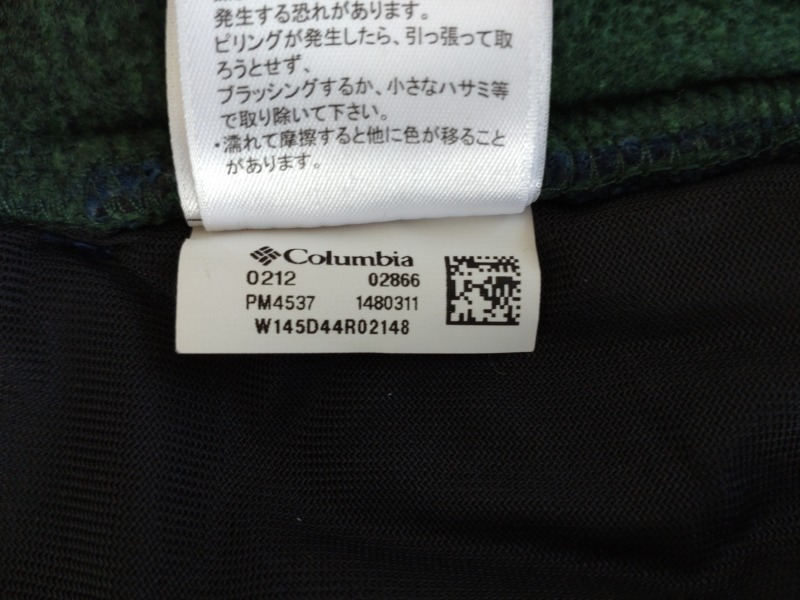 発生する恐れがあります。
ピリングが発生したら、引っ張って取
ろうとせず、
ブラッシングするか、小さなハサミ等
で取り除いて下さい。
・濡れて摩擦すると他に色が移ること
があります。
Columbia
0212 02866
PM4537 1480311
W145D44R02148